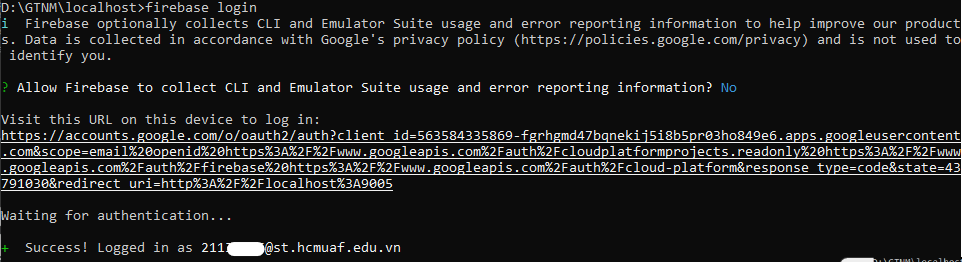 D:\GTNM\localhost>firebase login
i  Firebase optionally collects CLI and Emulator Suite usage and error reporting information to help improve our product
s. Data is collected in accordance with Google's privacy policy (https://policies.google.com/privacy) and is not used to
 identify you.
? Allow Firebase to collect CLI and Emulator Suite usage and error reporting information? No
Visit this URL on this device to log in:
https://accounts.google.com/o/oauth2/auth?client_id=563584335869-fgrhgmd47bqnekij5i8b5pr03ho849e6.apps.googleusercontent
.com&scope=email%20openid%20https%3A%2F%2Fwww.googleapis.com%2Fauth%2Fcloudplatformprojects.readonly%20https%3A%2F%2Fwww
.googleapis.com%2Fauth%2Ffirebase%20https%3A%2F%2Fwww.googleapis.com%2Fauth%2Fcloud-platform&response_type=code&state=43
791030&redirect_uri=http%3A%2F%2Flocalhost%3A9005
Waiting for authentication...
+  Success! Logged in as 211 @st.hcmuaf.edu.vn
D:\GTNM\localhost